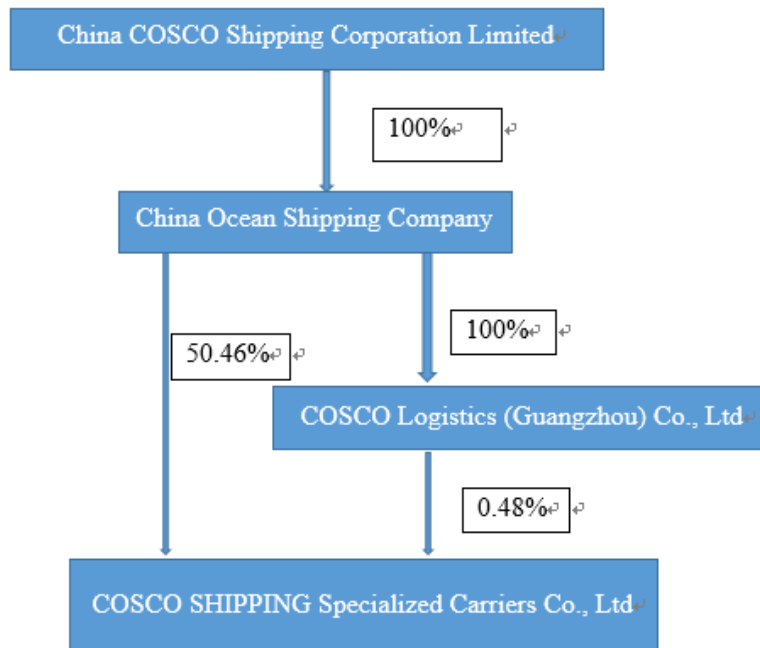 China COSCO Shipping Corporation Limited
100%
China Ocean Shipping Company
100%
50.46%
COSCO Logistics (Guangzhou) Co., Ltd
0.48%
COSCO SHIPPING Specialized Carriers Co., Ltd